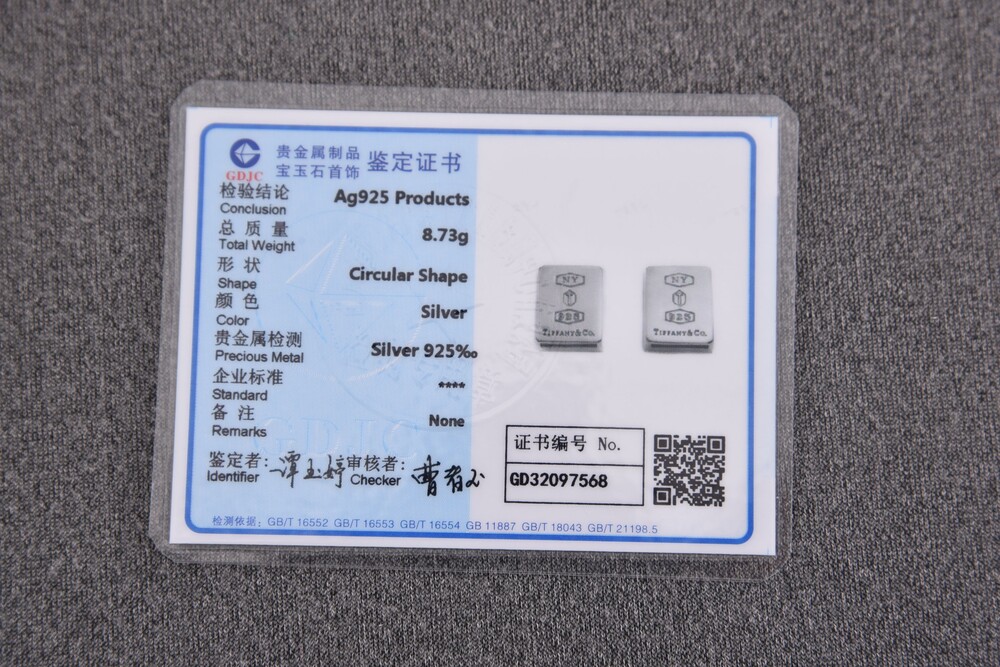 GDJC
贵金属制品
宝玉石首饰
鉴定证书
检验结论
Conclusion
Ag925 Products
总质量
Total Weight
8.73g
形状
Shape
Circular Shape
颜色
Color
Silver
贵金属检测
Precious Metal
Silver 925‰
企业标准
Standard
****
备注
Remarks
None
鉴定者:
Identifier
谭玉婷
审核者:
Checker
检测依据: GB/T 16552 GB/T 16553 GB/T 16554 GB 11887 GB/T 18043 GB/T 21198.5
NY
T
925
TIFFANY & CO.
NY
T
925
TIFFANY & CO.
证书编号 No.
GD32097568
GDJC